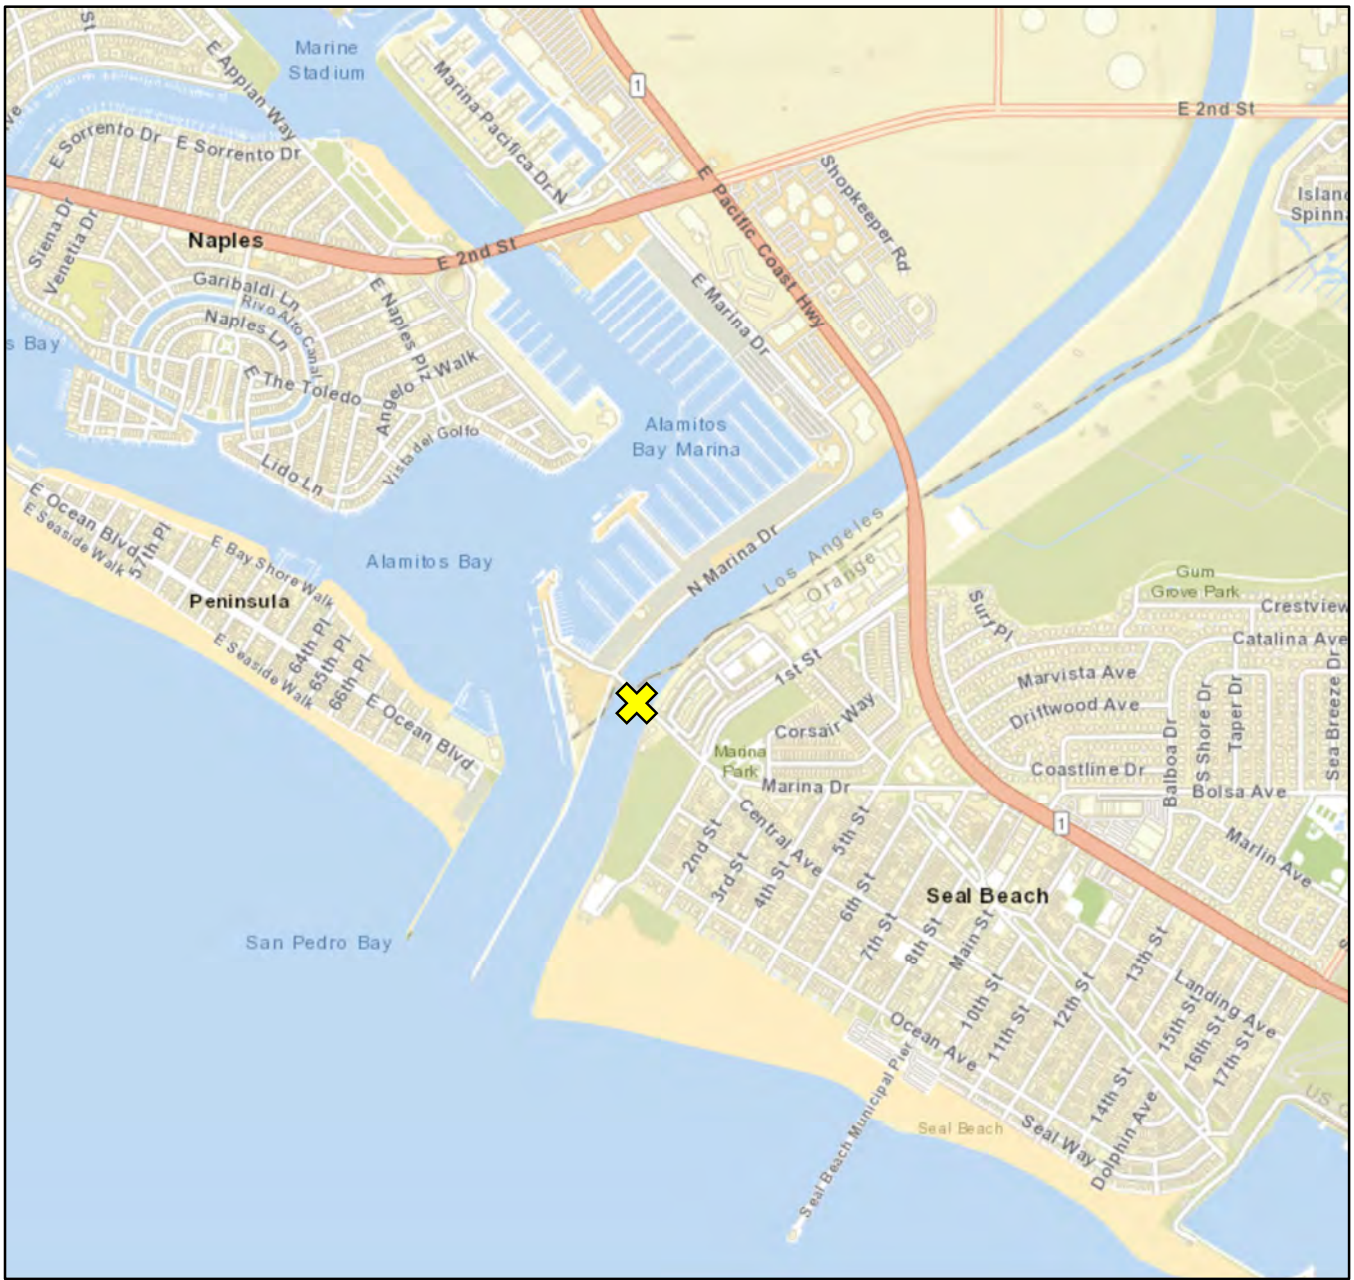 St
Marine
Stadium
E Appian Way
Marina Pacifica Dr N
1
E 2nd St
E Sorrento Dr
E Sorrento Dr
Shopkeeper Rd
E Pacific Coast Hwy
Siena Dr
Venetia Dr
Naples
E 2nd St
Garibaldi Ln
Rivo Alto Canal
Naples Ln
E Naples Pl
E Marina Dr
s Bay
E The Toledo
Angelo Walk
Vista del Golfo
Alamitos
Bay Marina
Lido Ln
E Ocean Blvd
E Seaside Walk
57th Pl
E Bay Shore Walk
Alamitos Bay
N Marina Dr
Los Angeles
Orange
Gum
Grove Park
Crestview
Surf Pl
Catalina Ave
Peninsula
64th Pl
65th Pl
66th Pl
E Seaside Walk
E Ocean Blvd
1st St
Corsair Way
Marvista Ave
Driftwood Ave
Coastline Dr
Balboa Dr
SS Shore Dr
Taper Dr
Sea Breeze Dr
Marina
Park
Marina Dr
Bolsa Ave
1
Marlin Ave
Central Ave
2nd St
3rd St
4th St
5th St
6th St
7th St
8th St
Main St
Seal Beach
San Pedro Bay
10th St
11th St
12th St
13th St
Landing Ave
15th St
16th St
17th St
14th St
Ocean Ave
Seal Beach Municipal Pier
Seal Beach
Seal Way
Dolphin Ave